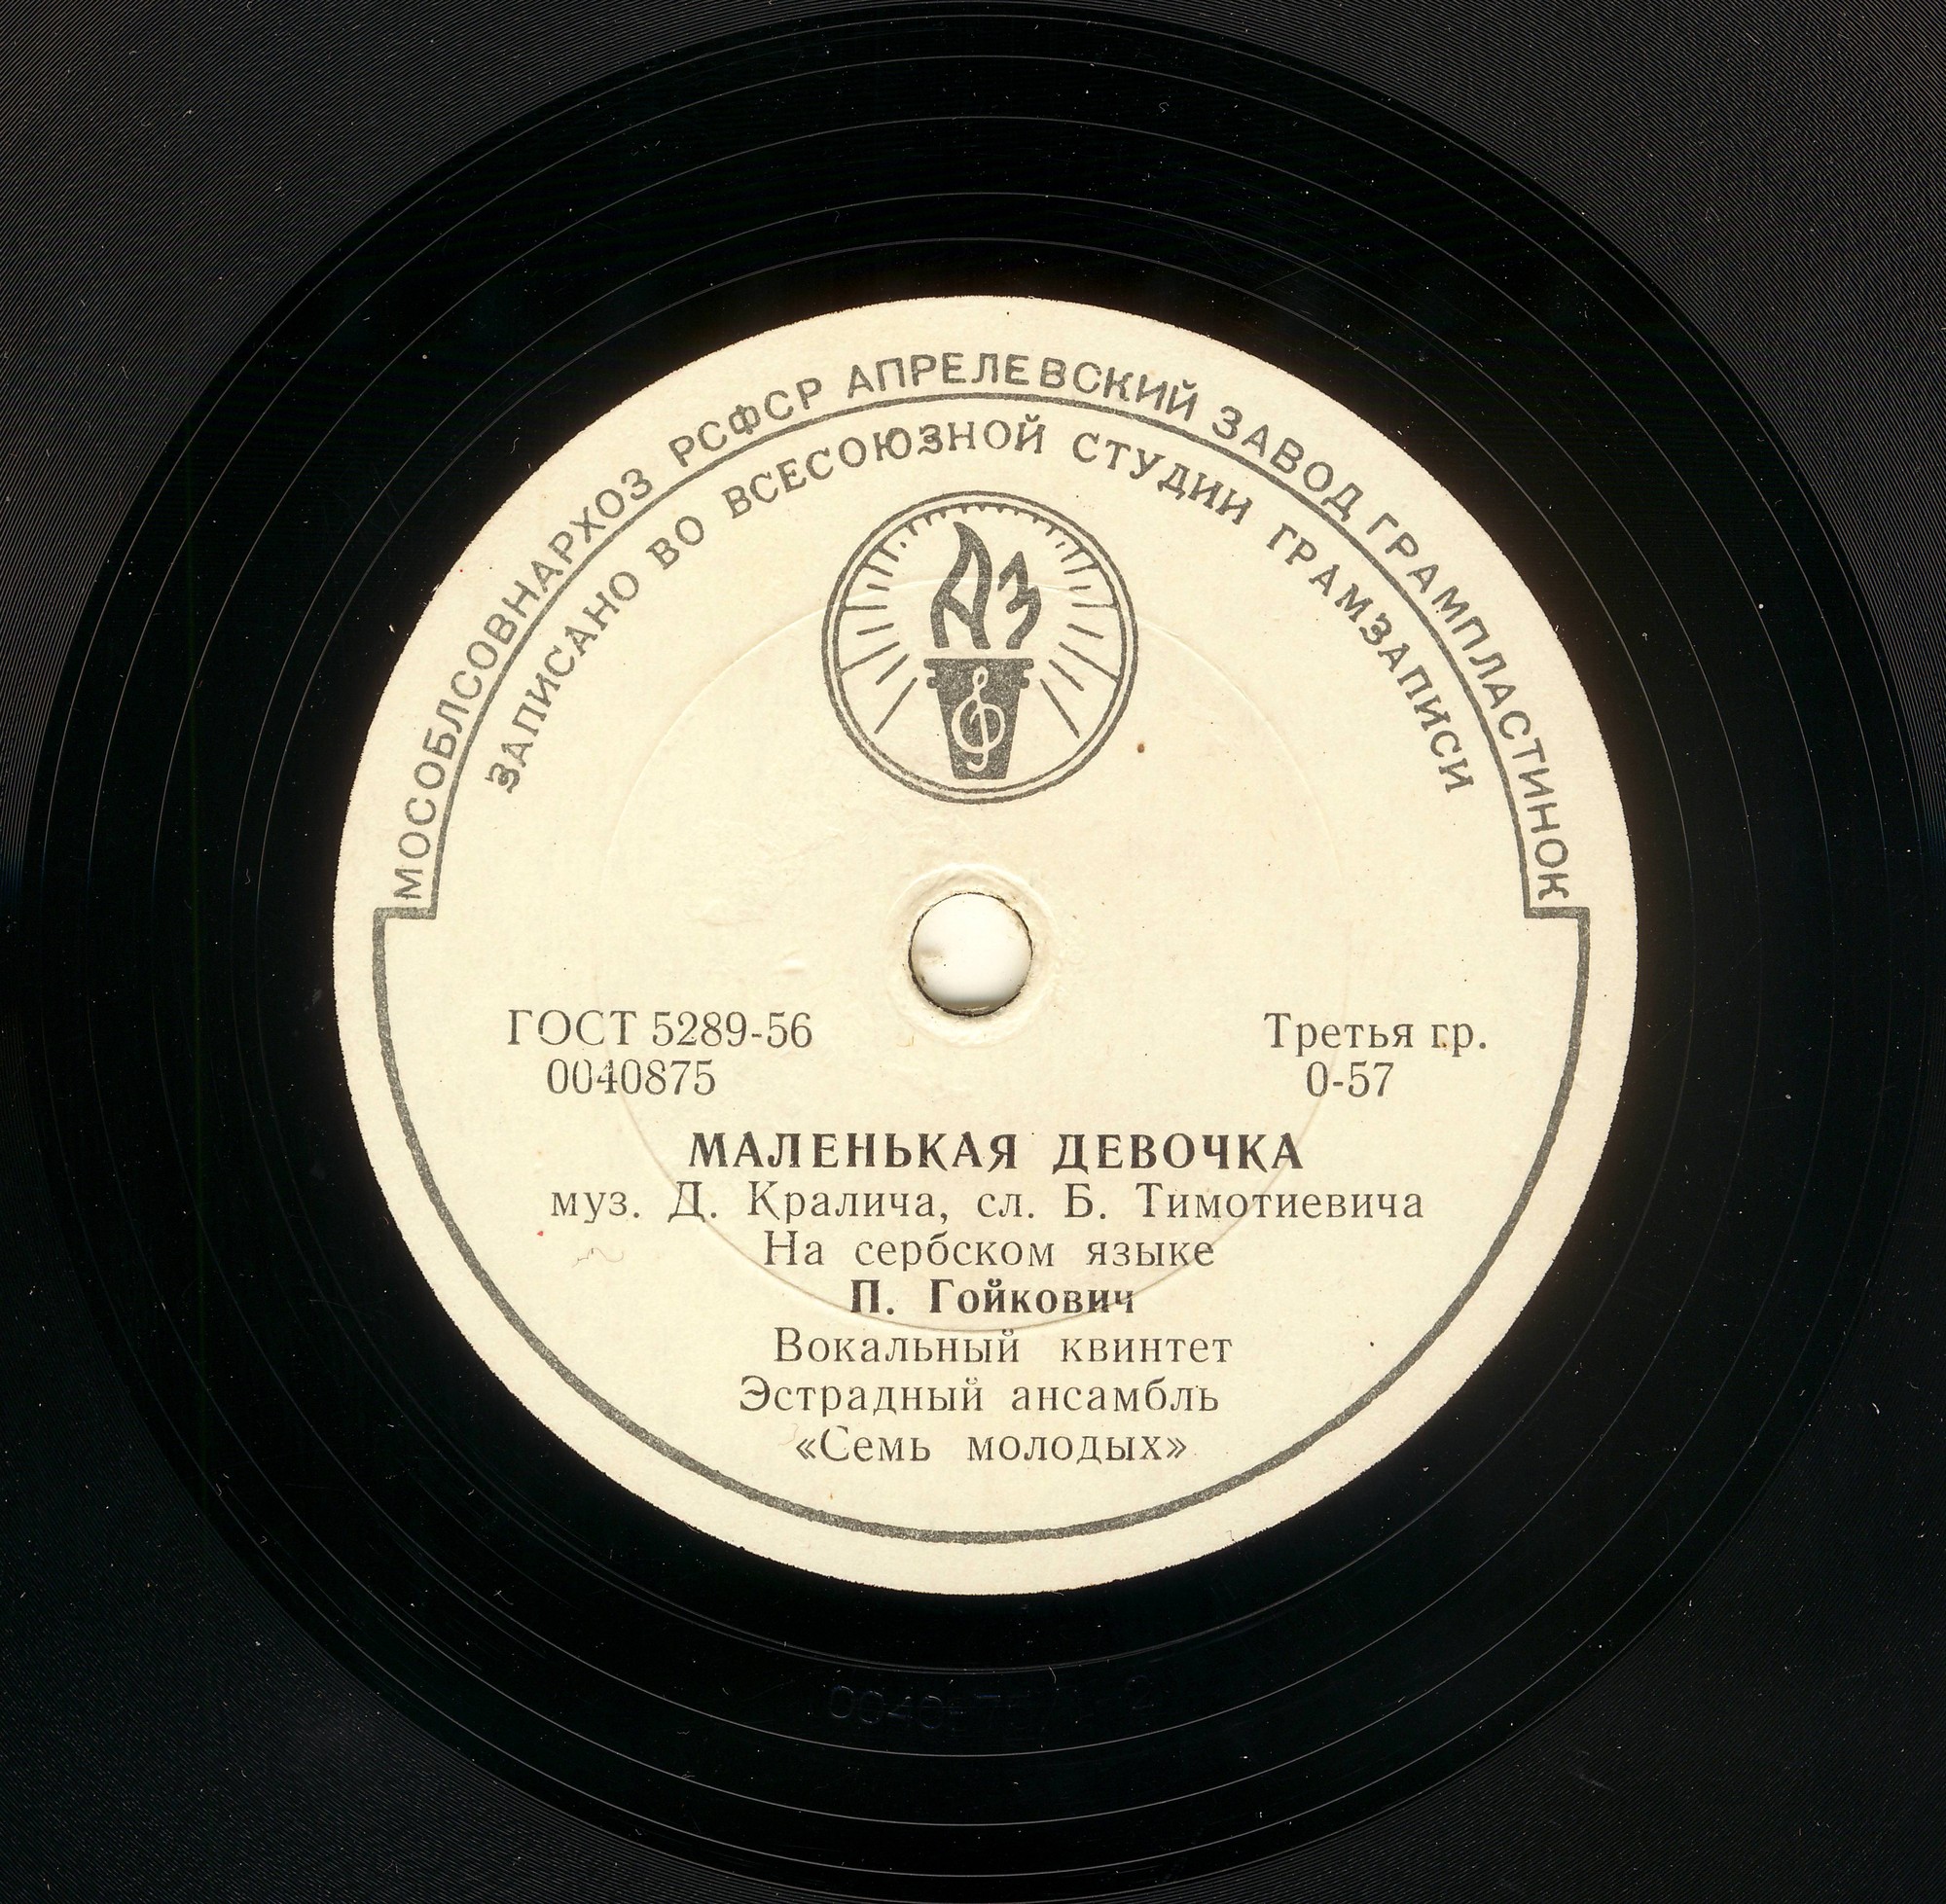 МОСОБЛСОВНАРХОЗ РСФСР АПРЕЛЕВСКИЙ ЗАВОД ГРАМПЛАСТИНОК
ЗАПИСАНО ВО ВСЕСОЮЗНОЙ СТУДИИ ГРАМЗАПИСИ
АЗ
ГОСТ 5289-56
0040875
Третья гр.
0-57
МАЛЕНЬКАЯ ДЕВОЧКА
муз. Д. Кралича, сл. Б. Тимотиевича
На сербском языке
П. Гойкович
Вокальный квинтет
Эстрадный ансамбль
«Семь молодых»